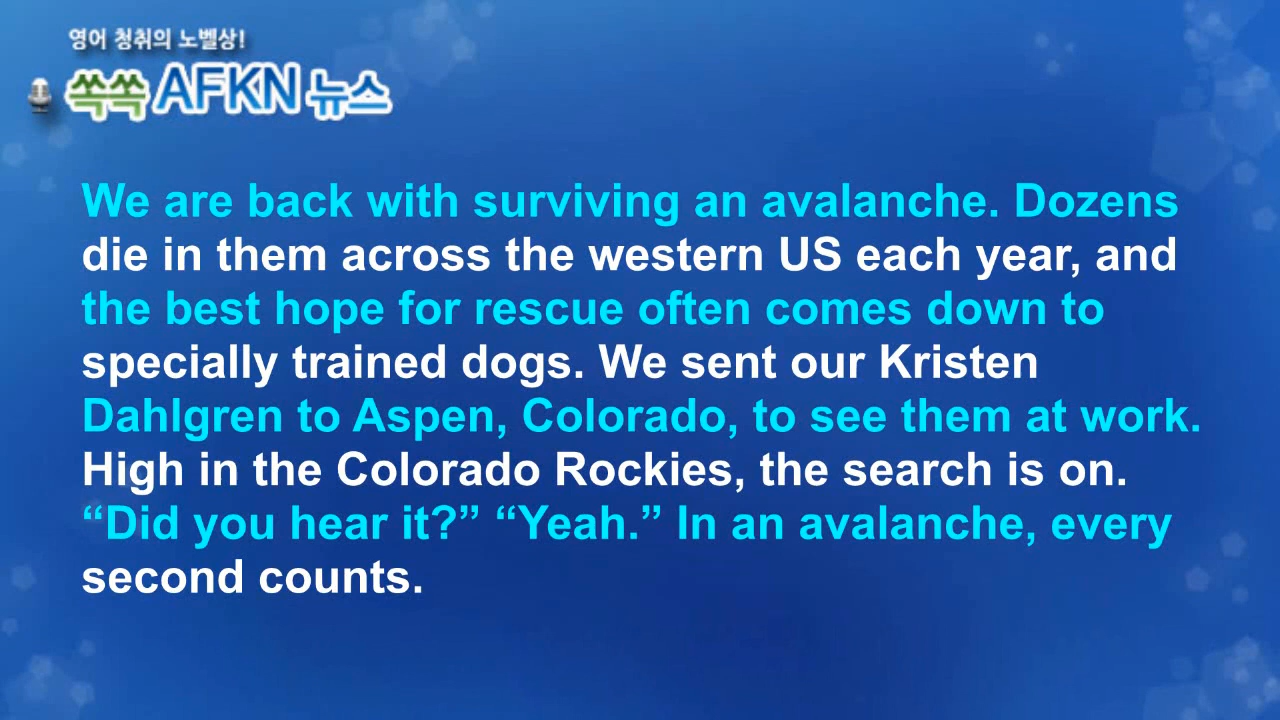 영어 청취의 노벨상!
쏙쏙 AFKN 뉴스
We are back with surviving an avalanche. Dozens
die in them across the western US each year, and
the best hope for rescue often comes down to
specially trained dogs. We sent our Kristen
Dahlgren to Aspen, Colorado, to see them at work.
High in the Colorado Rockies, the search is on.
“Did you hear it?” “Yeah.” In an avalanche, every
second counts.